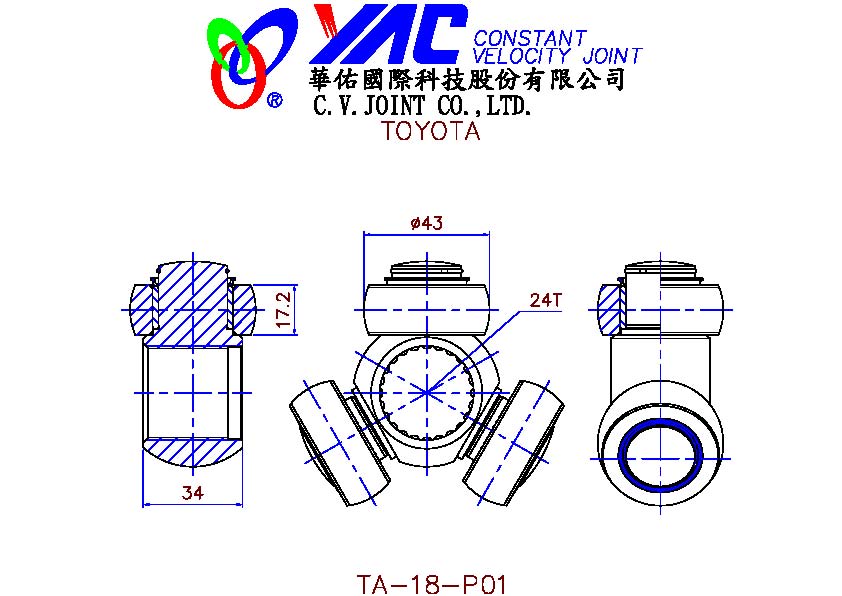 YAC CONSTANT
VELOCITY JOINT
®
華佑國際科技股份有限公司
C.V.JOINT CO.,LTD.
TOYOTA
ø43
24T
17.2
34
TA-18-P01